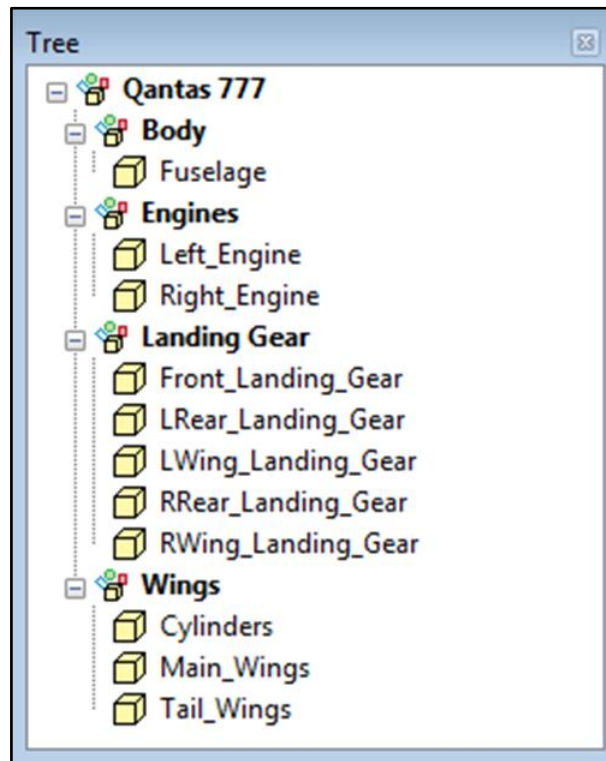 Tree
Qantas 777
Body
Fuselage
Engines
Left_Engine
Right_Engine
Landing Gear
Front_Landing_Gear
LRear_Landing_Gear
LWing_Landing_Gear
RRear_Landing_Gear
RWing_Landing_Gear
Wings
Cylinders
Main_Wings
Tail_Wings